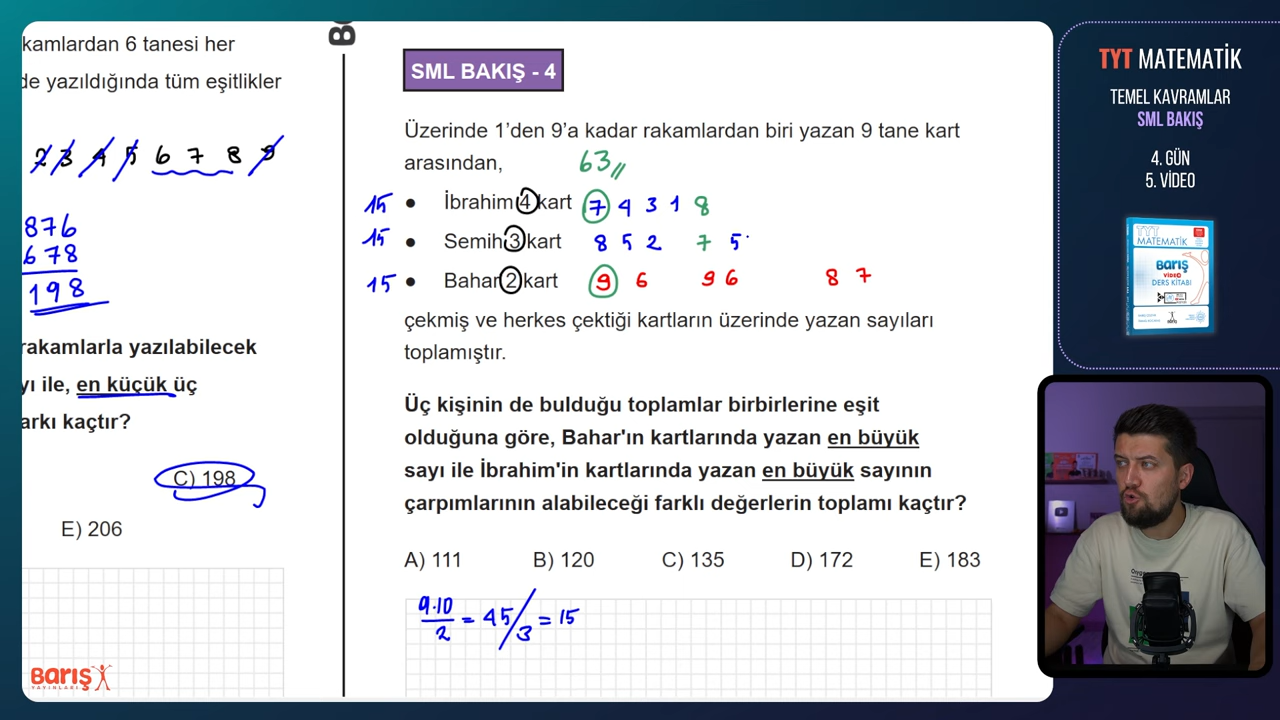 kamlardan 6 tanesi her
de yazıldığında tüm eşitlikler
2 3 4 5 6 7 8 9
876
678
198
rakamlarla yazılabilecek
yı ile, en küçük üç
arkı kaçtır?
C) 198
E) 206
BARIŞ
YAYINLARI
SML BAKIŞ - 4
Üzerinde 1'den 9'a kadar rakamlardan biri yazan 9 tane kart
arasından, 63
15 ● İbrahim 4 kart 7 4 3 1 8
15 ● Semih 3 kart 8 5 2 7 5
15 ● Bahar 2 kart 9 6 9 6 8 7
çekmiş ve herkes çektiği kartların üzerinde yazan sayıları
toplamıştır.
Üç kişinin de bulduğu toplamlar birbirlerine eşit
olduğuna göre, Bahar'ın kartlarında yazan en büyük
sayı ile İbrahim'in kartlarında yazan en büyük sayının
çarpımlarının alabileceği farklı değerlerin toplamı kaçtır?
A) 111 B) 120 C) 135 D) 172 E) 183
9·10/2 = 45/3 = 15
TYT MATEMATİK
TEMEL KAVRAMLAR
SML BAKIŞ
4. GÜN
5. VİDEO
TYT
MATEMATİK
BARIŞ
VİDEO
DERS KİTABI